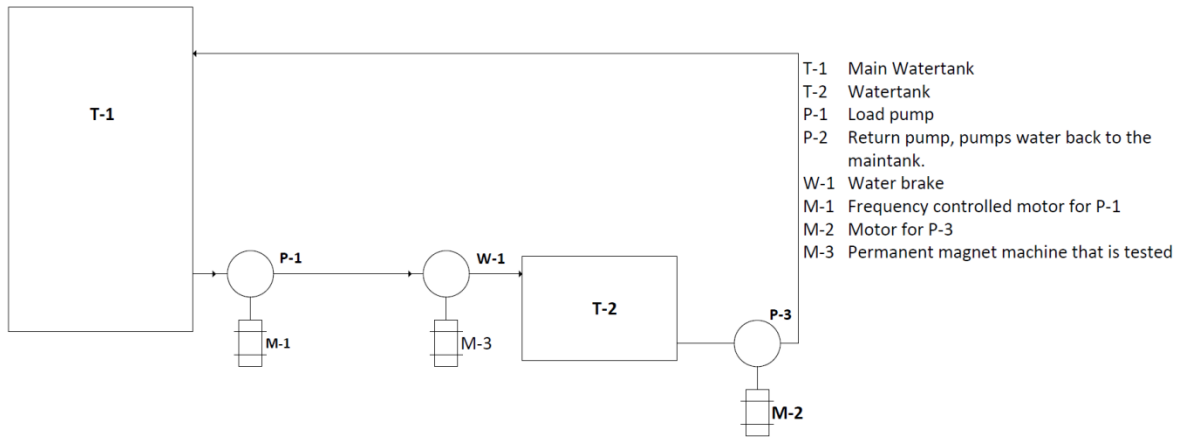 T-1
P-1
M-1
W-1
M-3
T-2
P-3
M-2
T-1 Main Watertank
T-2 Watertank
P-1 Load pump
P-2 Return pump, pumps water back to the
maintank.
W-1 Water brake
M-1 Frequency controlled motor for P-1
M-2 Motor for P-3
M-3 Permanent magnet machine that is tested